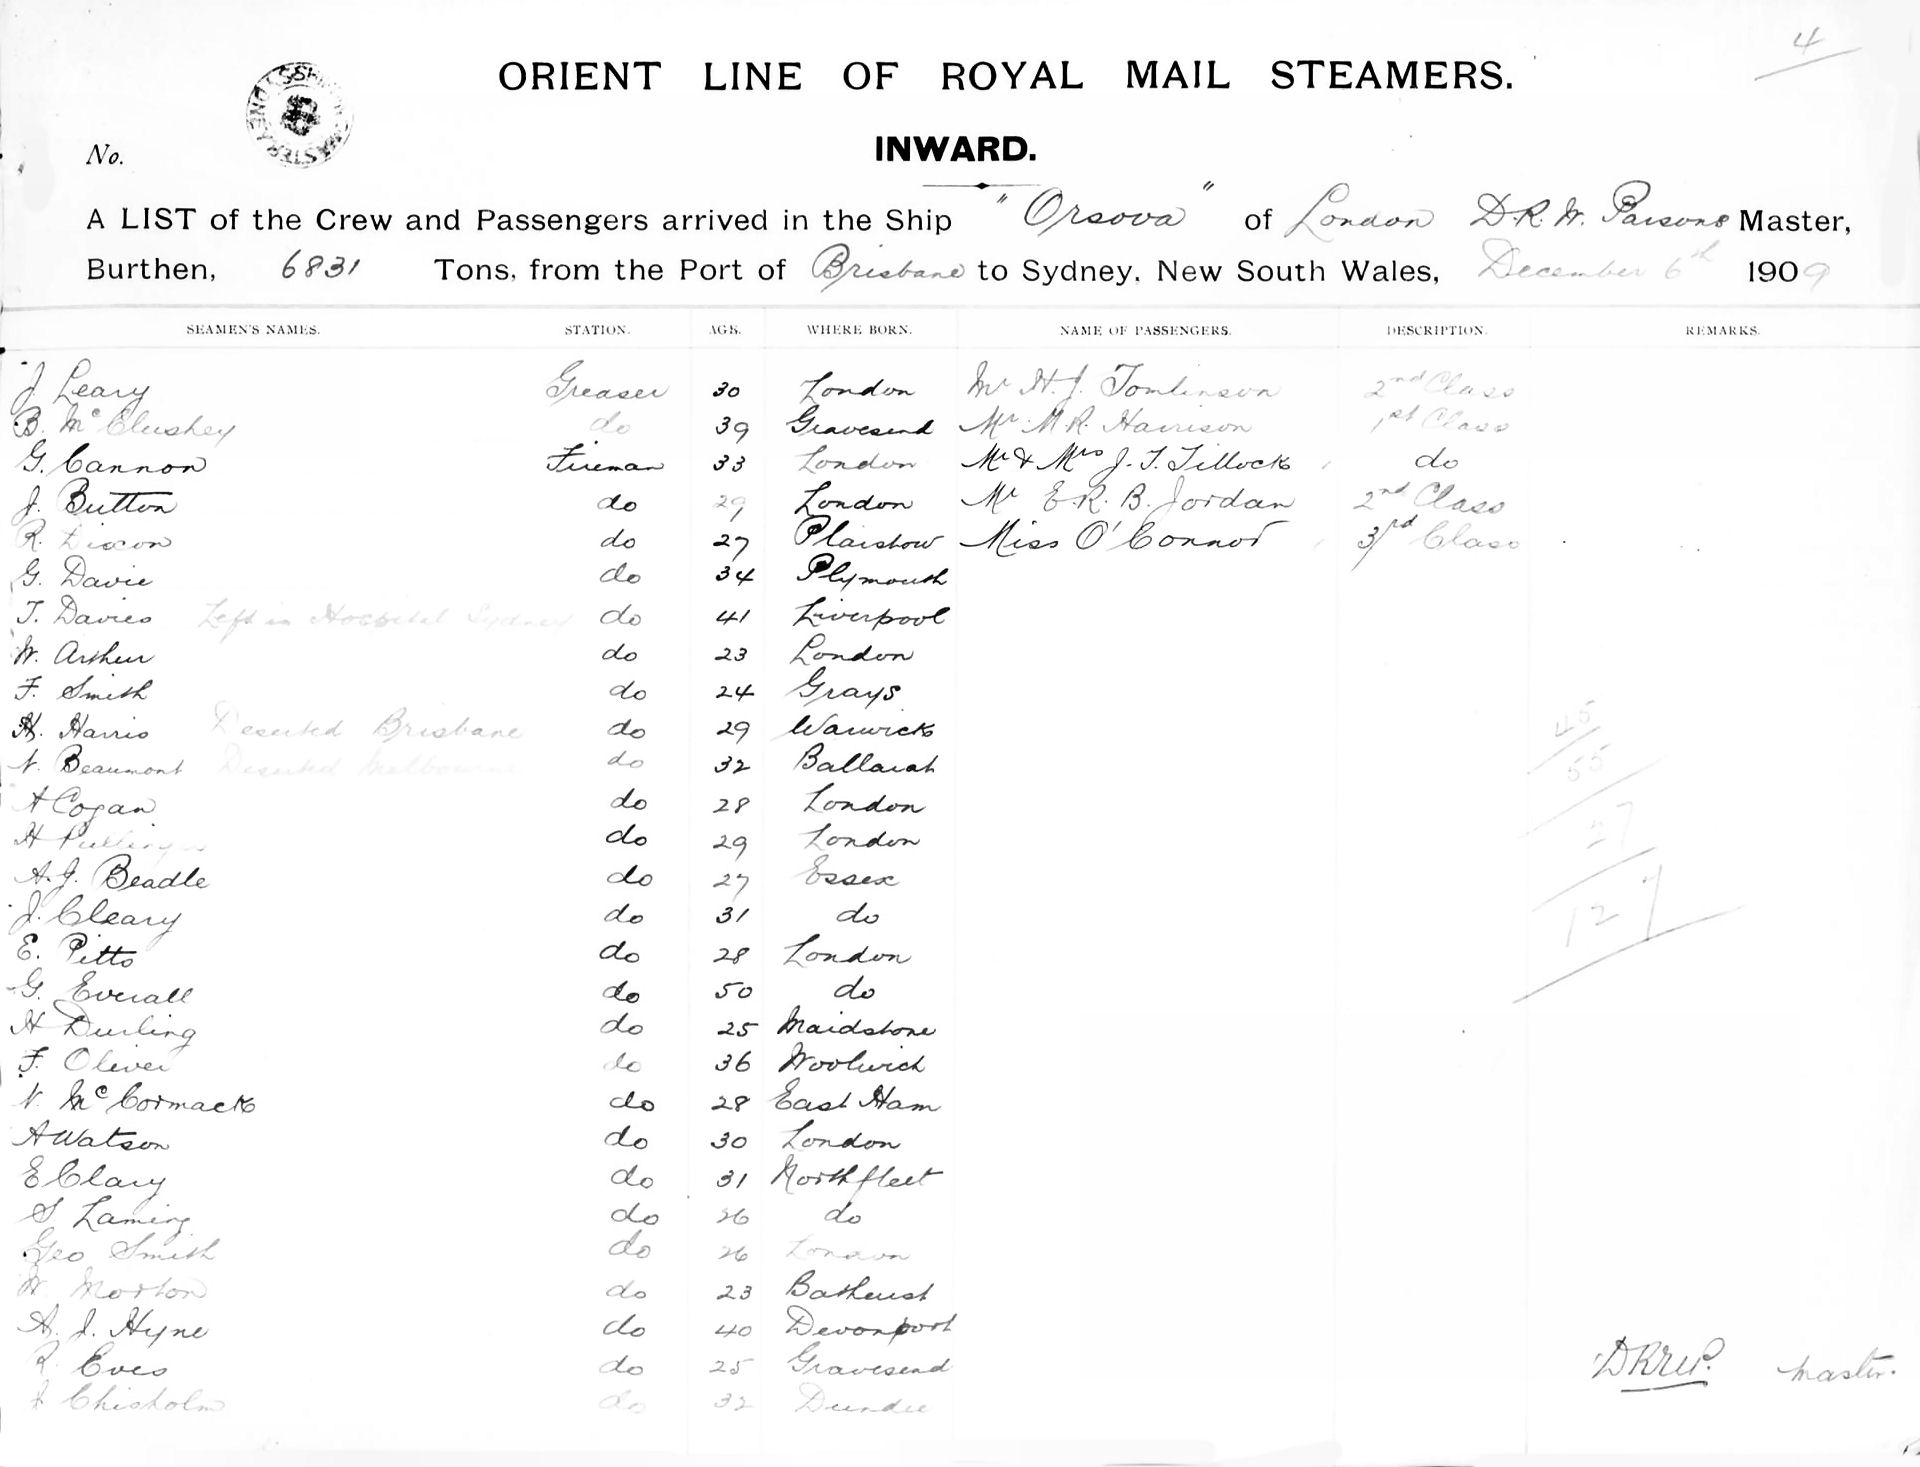 4
ORIENT LINE OF ROYAL MAIL STEAMERS.
No. INWARD.
A LIST of the Crew and Passengers arrived in the Ship "Orsova" of London D.R.W. Parsons Master,
Burthen, 6831 Tons, from the Port of Brisbane to Sydney, New South Wales, December 6th 1909
SEAMEN'S NAMES. STATION. AGE. WHERE BORN. NAME OF PASSENGERS. DESCRIPTION. REMARKS.
J. Leary Greaser 30 London Mr H. J. Tomlinson 2nd Class
B. McCluskey do 39 Gravesend Mr M.R. Harrison 1st Class
G. Cannon Fireman 33 London Mr & Mrs J. T. Tillock do
J. Button do 29 London Mr E. R. B. Jordan 2nd Class
R. Dixon do 27 Plaistow Miss O'Connor 3rd Class
G. Davie do 34 Plymouth
T. Davies Left in Hospital Sydney do 41 Liverpool
W. Arthur do 23 London
F. Smith do 24 Grays
H. Harris Deserted Brisbane do 29 Warwick
N. Beaumont Deserted Melbourne do 32 Ballarat
A Cogan do 28 London
H Pullinger do 29 London
A. J. Beadle do 27 Essex
J. Cleary do 31 do
E. Pitts do 28 London
G. Everall do 50 do
H Durling do 25 Maidstone
F. Oliver do 36 Woolwich
N. McCormack do 28 East Ham
A Watson do 30 London
E Clary do 31 Northfleet
S Laming do 26 do
Geo Smith do 26 London
W. Morton do 23 Bathurst
A. J. Hyne do 40 Devonport
R. Eves do 25 Gravesend
J Chisholm do 32 Dundee
45
55
27
127
DRWP. Master.